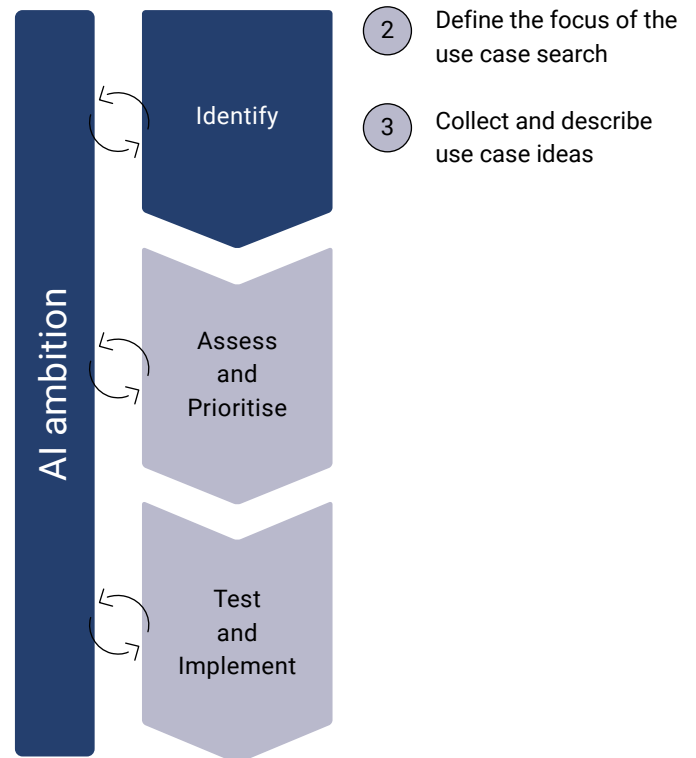 AI ambition
Identify
2
Define the focus of the
use case search
3
Collect and describe
use case ideas
Assess
and
Prioritise
Test
and
Implement